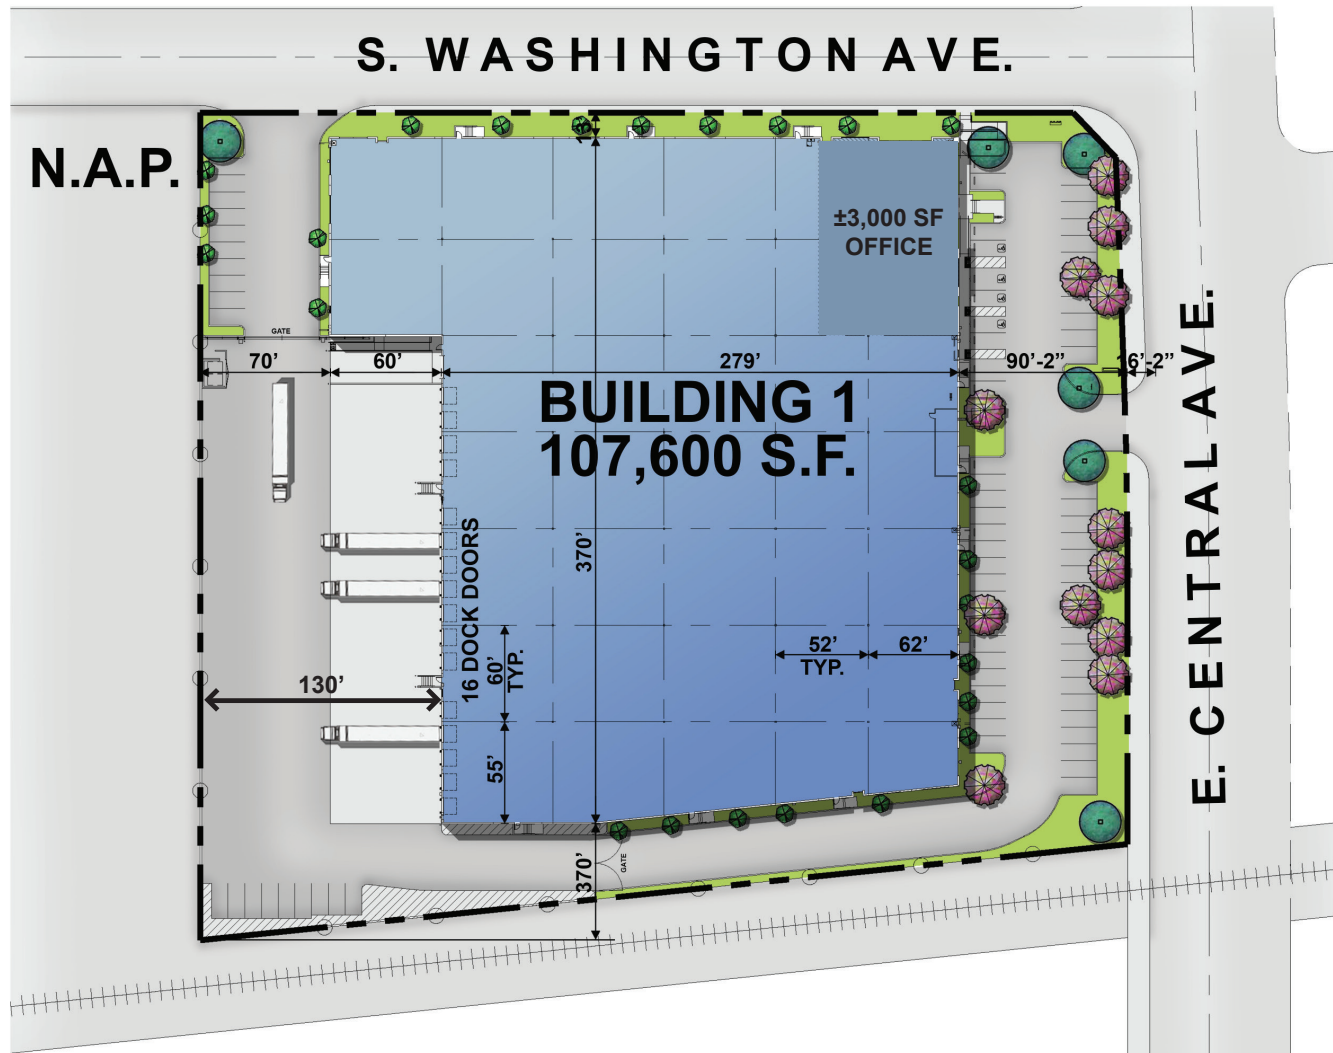 S. WASHINGTON AVE.
N.A.P.
±3,000 SF
OFFICE
GATE
70'
60'
279'
90'-2"
16'-2"
BUILDING 1
107,600 S.F.
E. CENTRAL AVE.
370'
16 DOCK DOORS
60'
TYP.
52'
TYP.
62'
130'
55'
GATE
370'